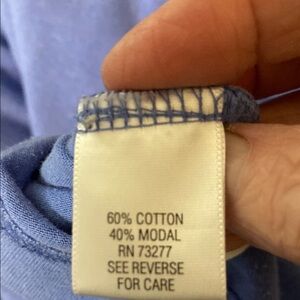 60% COTTON
40% MODAL
RN 73277
SEE REVERSE
FOR CARE